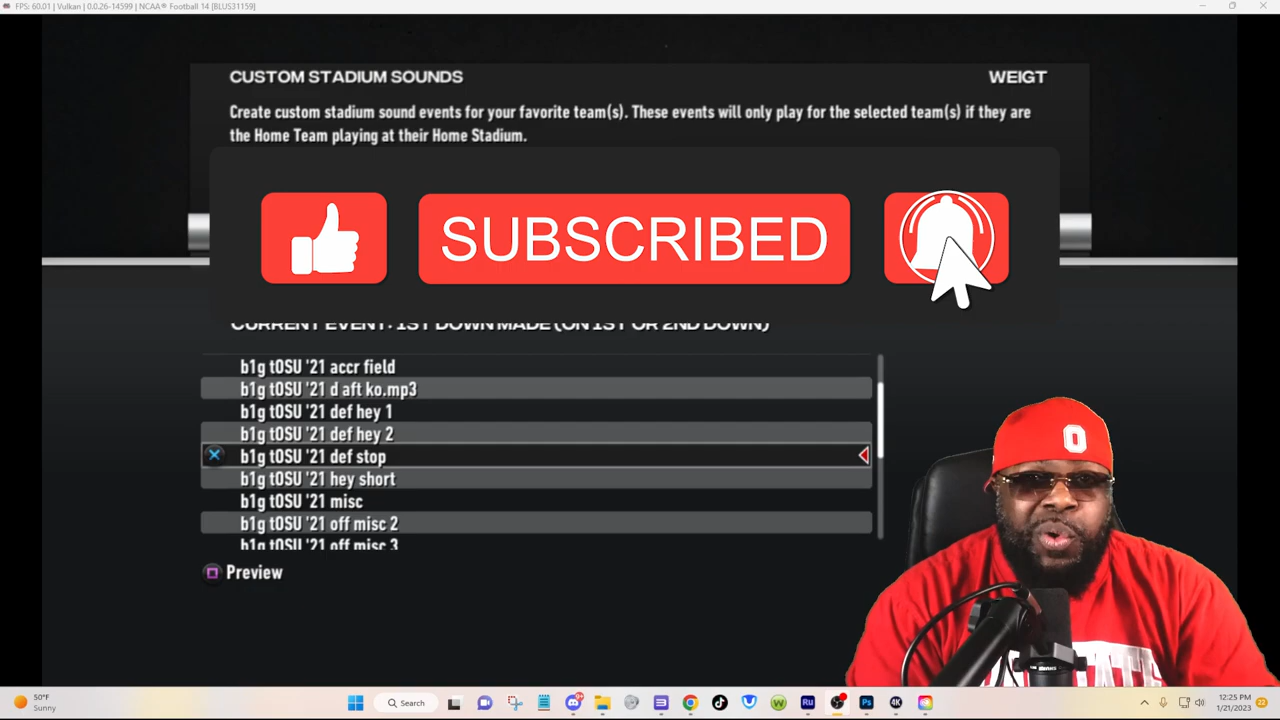 FPS: 60.01 | Vulkan | 0.0.26-14599 | NCAA® Football 14 [BLUS31159]
CUSTOM STADIUM SOUNDS
WEIGT
Create custom stadium sound events for your favorite team(s). These events will only play for the selected team(s) if they are
the Home Team playing at their Home Stadium.
SUBSCRIBED
CURRENT EVENT: 1ST DOWN MADE (ON 1ST OR 2ND DOWN)
b1g tOSU '21 accr field
b1g tOSU '21 d aft ko.mp3
b1g tOSU '21 def hey 1
b1g tOSU '21 def hey 2
b1g tOSU '21 def stop
b1g tOSU '21 hey short
b1g tOSU '21 misc
b1g tOSU '21 off misc 2
b1g tOSU '21 off misc 3
Preview
O
50°F
Sunny
Search
9+
Ru
Ps
4K
12:25 PM
1/21/2023
22